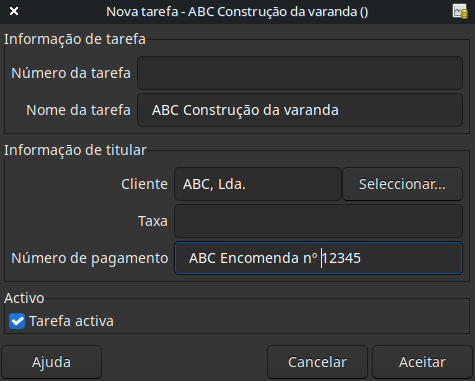 Nova tarefa - ABC Construção da varanda ()
Informação de tarefa
Número da tarefa
Nome da tarefa ABC Construção da varanda
Informação de titular
Cliente ABC, Lda. Seleccionar...
Taxa
Número de pagamento ABC Encomenda nº 12345
Activo
Tarefa activa
Ajuda Cancelar Aceitar